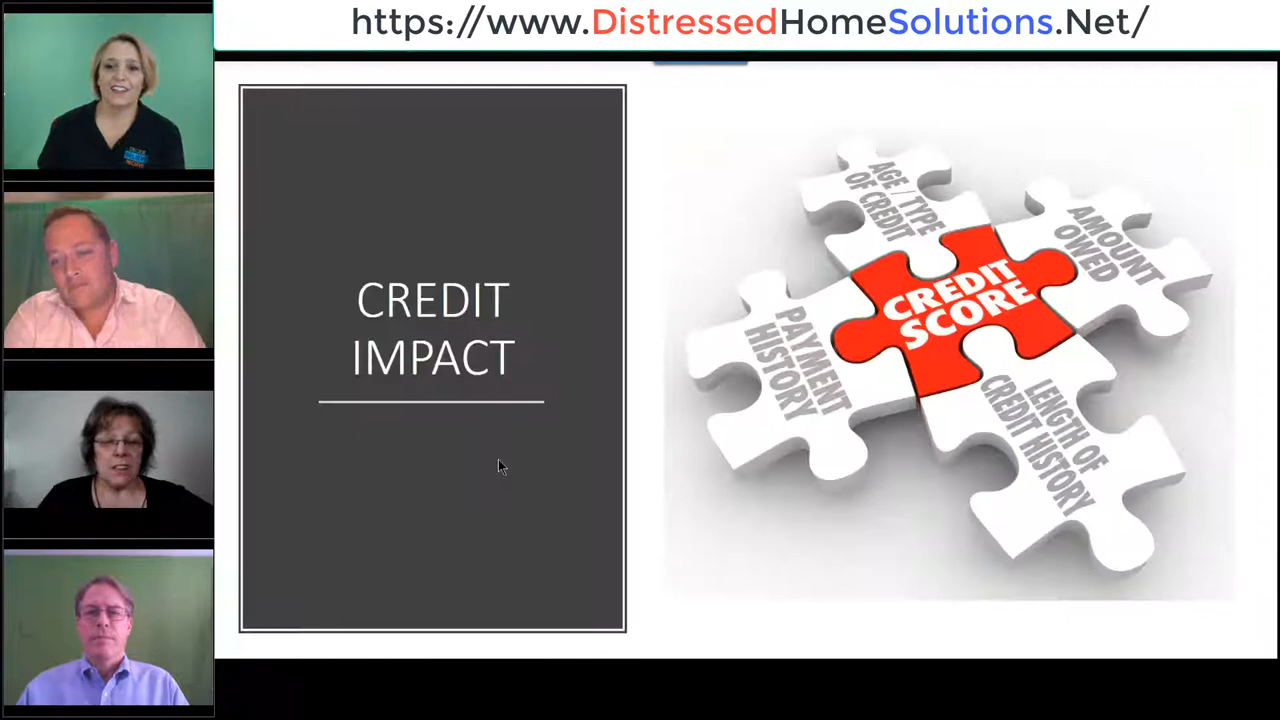 https://www.DistressedHomeSolutions.Net/
CREDIT
IMPACT
AGE / TYPE
OF CREDIT
AMOUNT
OWED
CREDIT
SCORE
PAYMENT
HISTORY
LENGTH OF
CREDIT HISTORY